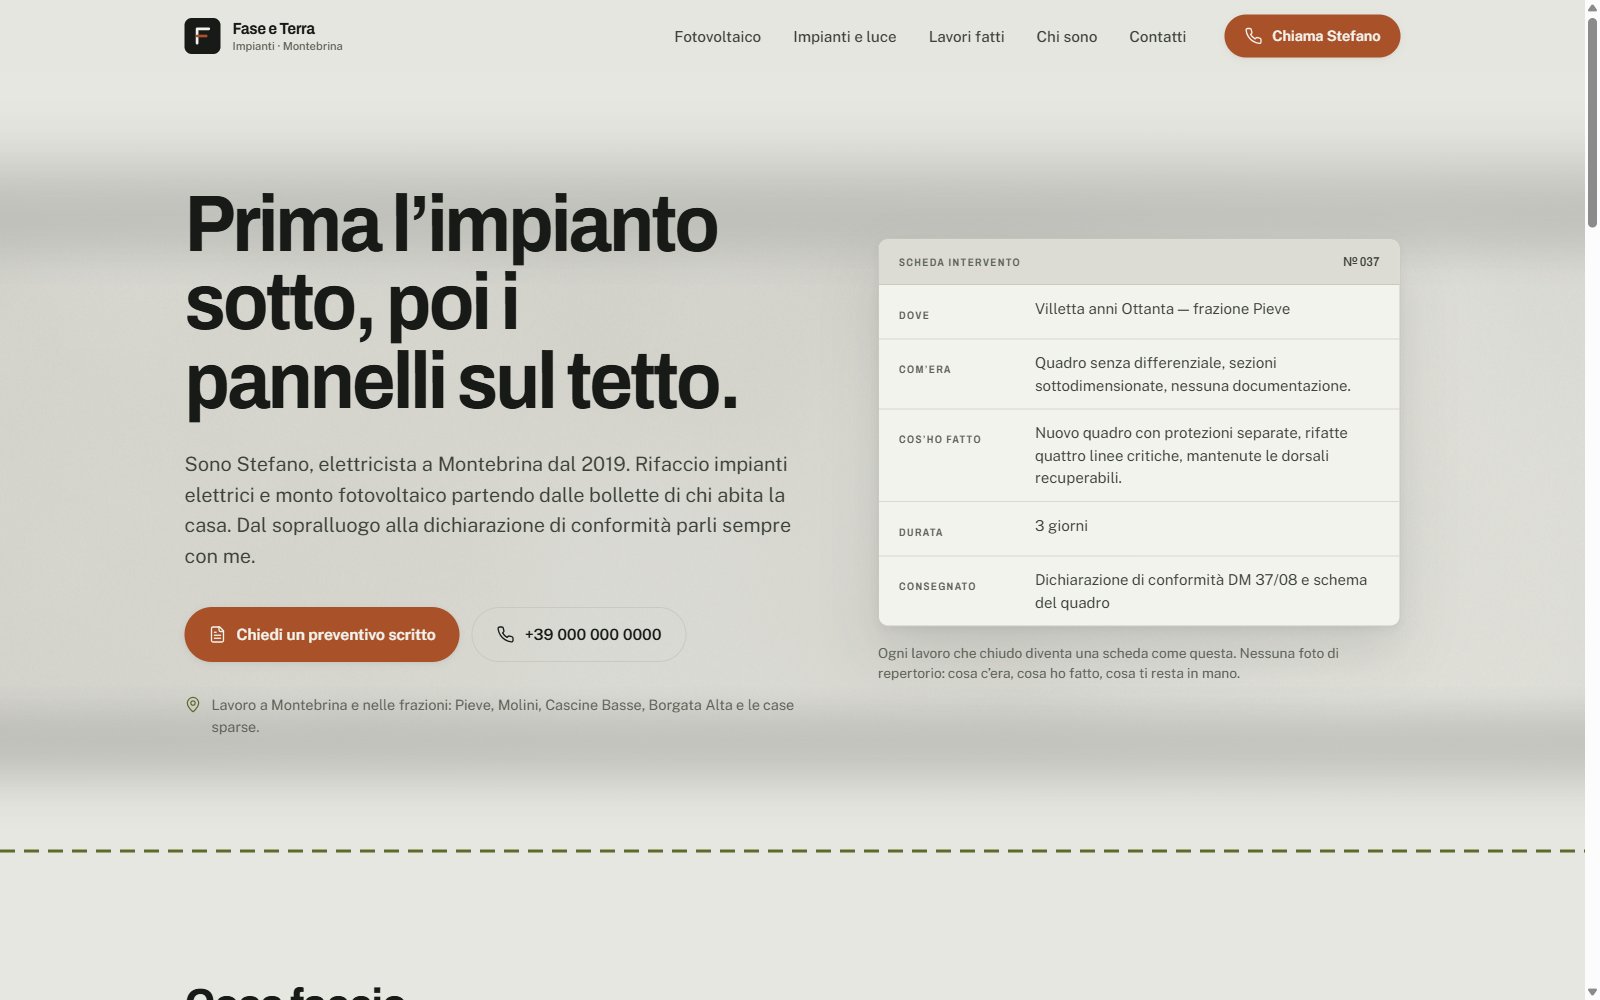 Fase e Terra
Impianti · Montebrina
Fotovoltaico
Impianti e luce
Lavori fatti
Chi sono
Contatti
Chiama Stefano
Prima l’impianto
sotto, poi i
pannelli sul tetto.
Sono Stefano, elettricista a Montebrina dal 2019. Rifaccio impianti
elettrici e monto fotovoltaico partendo dalle bollette di chi abita la
casa. Dal sopralluogo alla dichiarazione di conformità parli sempre
con me.
Chiedi un preventivo scritto
+39 000 000 0000
Lavoro a Montebrina e nelle frazioni: Pieve, Molini, Cascine Basse, Borgata Alta e le case
sparse.
SCHEDA INTERVENTO
Nº 037
DOVE
Villetta anni Ottanta — frazione Pieve
COM’ERA
Quadro senza differenziale, sezioni
sottodimensionate, nessuna documentazione.
COS’HO FATTO
Nuovo quadro con protezioni separate, rifatte
quattro linee critiche, mantenute le dorsali
recuperabili.
DURATA
3 giorni
CONSEGNATO
Dichiarazione di conformità DM 37/08 e schema
del quadro
Ogni lavoro che chiudo diventa una scheda come questa. Nessuna foto di
repertorio: cosa c’era, cosa ho fatto, cosa ti resta in mano.
Cosa faccio